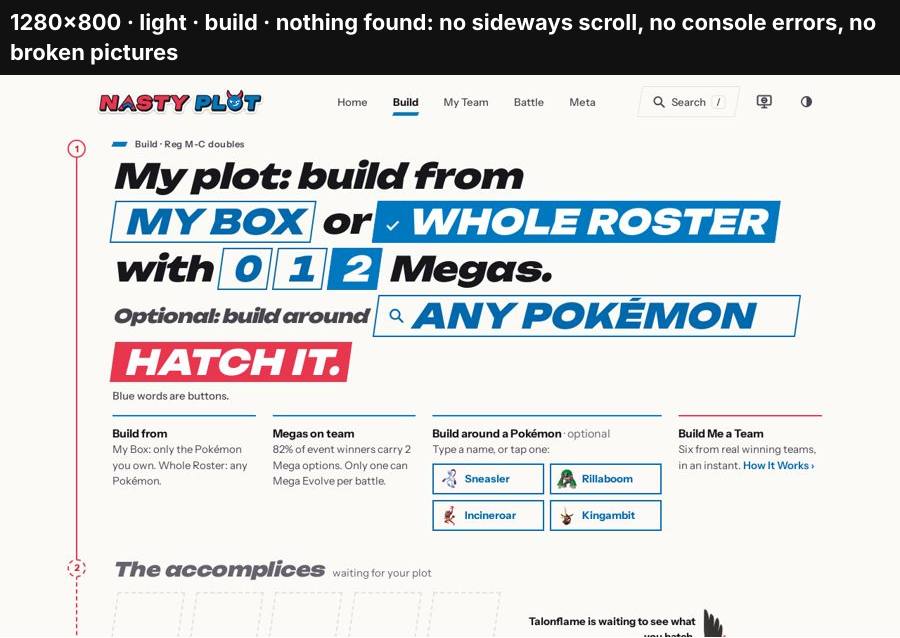 1280×800 · light · build · nothing found: no sideways scroll, no console errors, no
broken pictures
NASTY PLOT
Home
Build
My Team
Battle
Meta
Search /
1
Build · Reg M-C doubles
My plot: build from
MY BOX or WHOLE ROSTER
with 0 1 2 Megas.
Optional: build around ANY POKÉMON
HATCH IT.
Blue words are buttons.
Build from
My Box: only the Pokémon
you own. Whole Roster: any
Pokémon.
Megas on team
82% of event winners carry 2
Mega options. Only one can
Mega Evolve per battle.
Build around a Pokémon · optional
Type a name, or tap one:
Sneasler
Rillaboom
Incineroar
Kingambit
Build Me a Team
Six from real winning teams,
in an instant. How It Works ›
2
The accomplices waiting for your plot
Talonflame is waiting to see what
you hatch.